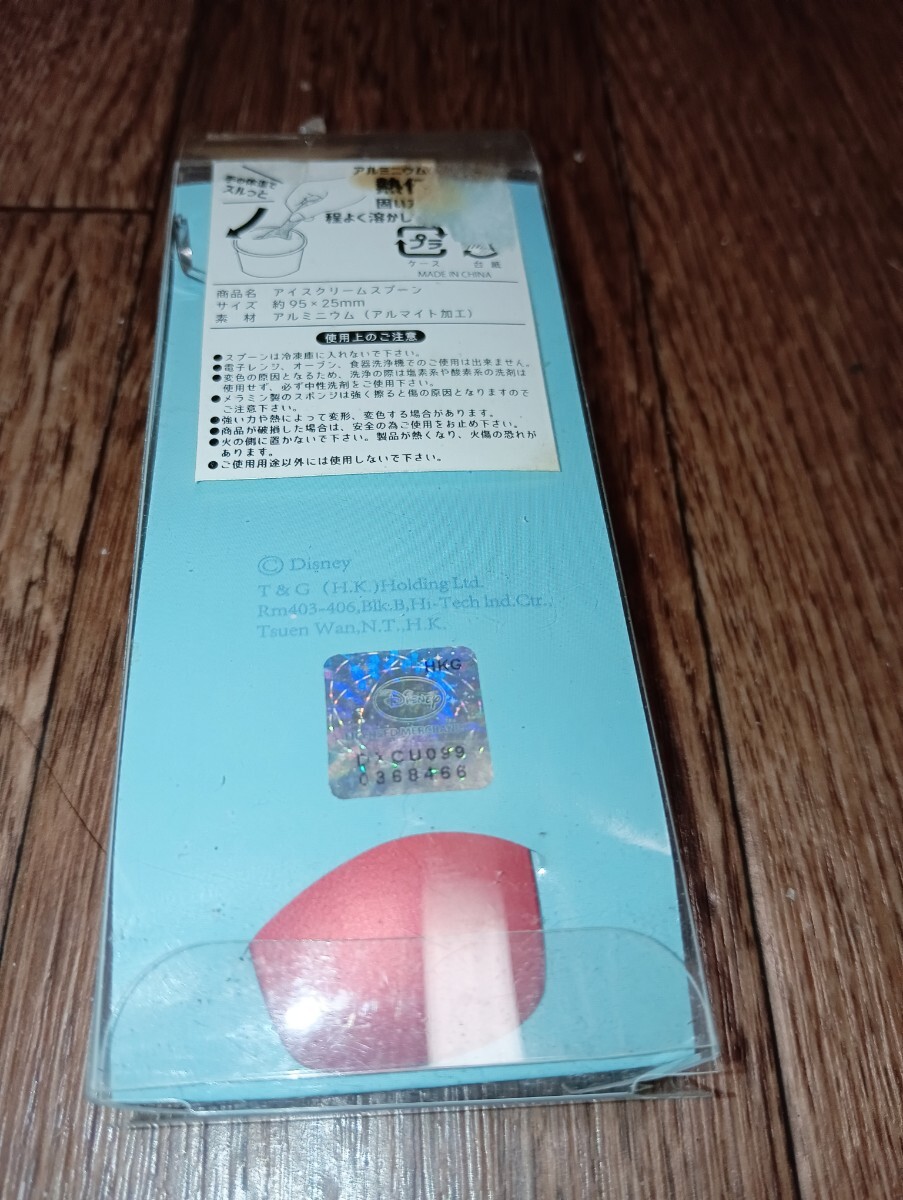 手の体温で
スルっと
アルミニウム
熱伝
固い
程よく溶かし
プラ
ケース
台紙
MADE IN CHINA
商品名 アイスクリームスプーン
サイズ 約95×25mm
素材 アルミニウム(アルマイト加工)
使用上のご注意
●スプーンは冷凍庫に入れないで下さい。
●電子レンジ、オーブン、食器洗浄機でのご使用は出来ません。
●変色の原因となるため、洗浄の際は塩素系や酸素系の洗剤は
使用せず、必ず中性洗剤をご使用下さい。
●メラミン製のスポンジは強く擦ると傷の原因となりますので
ご注意下さい。
●強い力や熱によって変形、変色する場合があります。
●商品が破損した場合は、安全の為ご使用をお止め下さい。
●火の側に置かないで下さい。製品が熱くなり、火傷の恐れが
あります。
●ご使用用途以外には使用しないで下さい。
© Disney
T & G (H.K.)Holding Ltd.
Rm403-406,Blk.B,Hi-Tech Ind.Ctr.,
Tsuen Wan,N.T.,H.K.
HKG
DISNEY
CU099
0368466